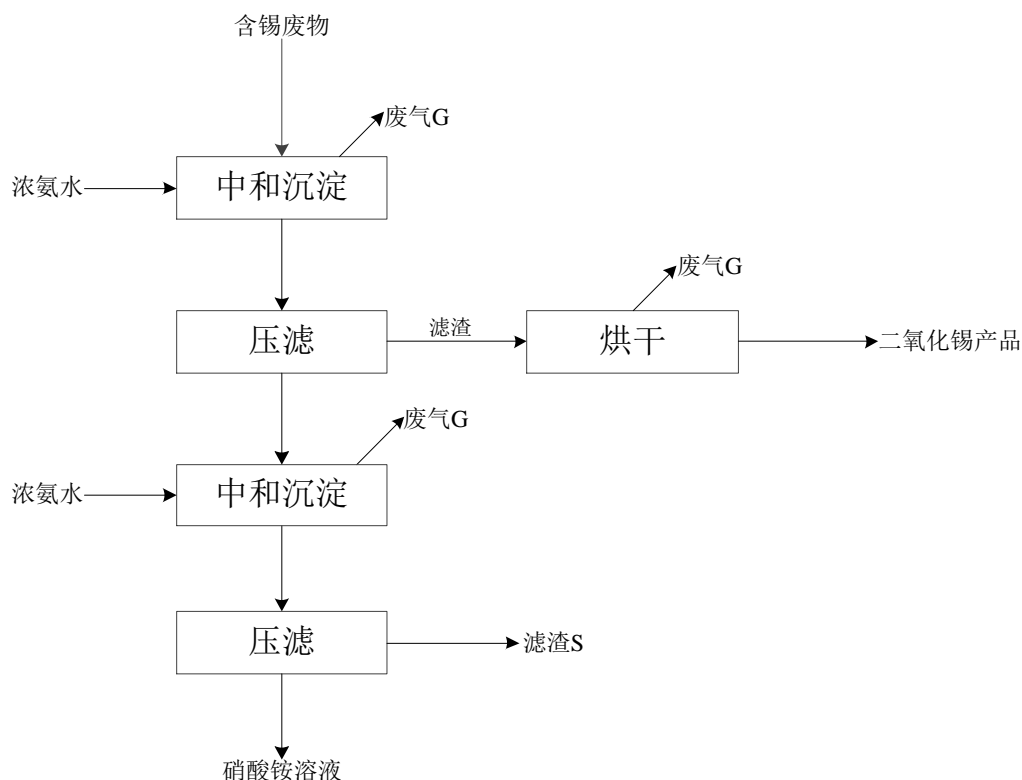 含锡废物
废气G
浓氨水
中和沉淀
废气G
压滤
滤渣
烘干
二氧化锡产品
废气G
浓氨水
中和沉淀
压滤
滤渣S
硝酸铵溶液